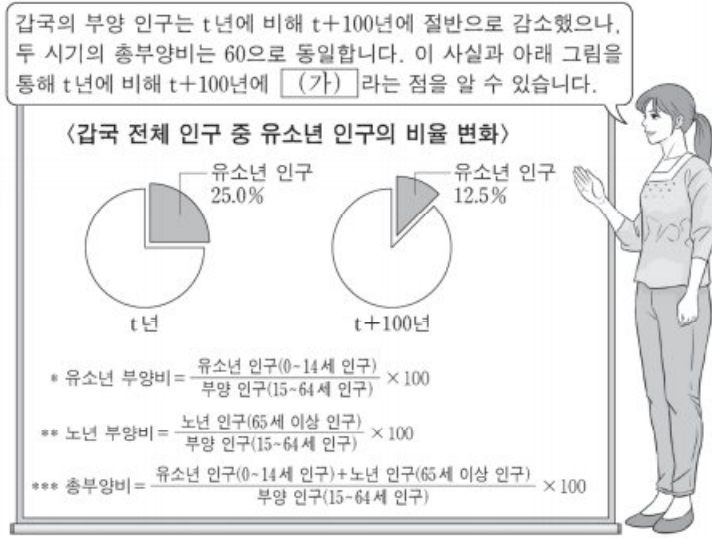 갑국의 부양 인구는 t년에 비해 t+100년에 절반으로 감소했으나,
두 시기의 총부양비는 60으로 동일합니다. 이 사실과 아래 그림을
통해 t년에 비해 t+100년에 (가) 라는 점을 알 수 있습니다.
〈갑국 전체 인구 중 유소년 인구의 비율 변화〉
유소년 인구
25.0%
t년
유소년 인구
12.5%
t+100년
* 유소년 부양비 = 유소년 인구(0~14세 인구) / 부양 인구(15~64세 인구) ×100
** 노년 부양비 = 노년 인구(65세 이상 인구) / 부양 인구(15~64세 인구) ×100
*** 총부양비 = 유소년 인구(0~14세 인구)+노년 인구(65세 이상 인구) / 부양 인구(15~64세 인구) ×100